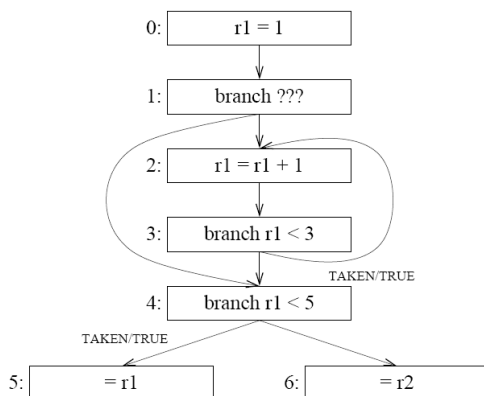 0: r1 = 1
1: branch ???
2: r1 = r1 + 1
3: branch r1 < 3
TAKEN/TRUE
4: branch r1 < 5
TAKEN/TRUE
5: = r1 6: = r2